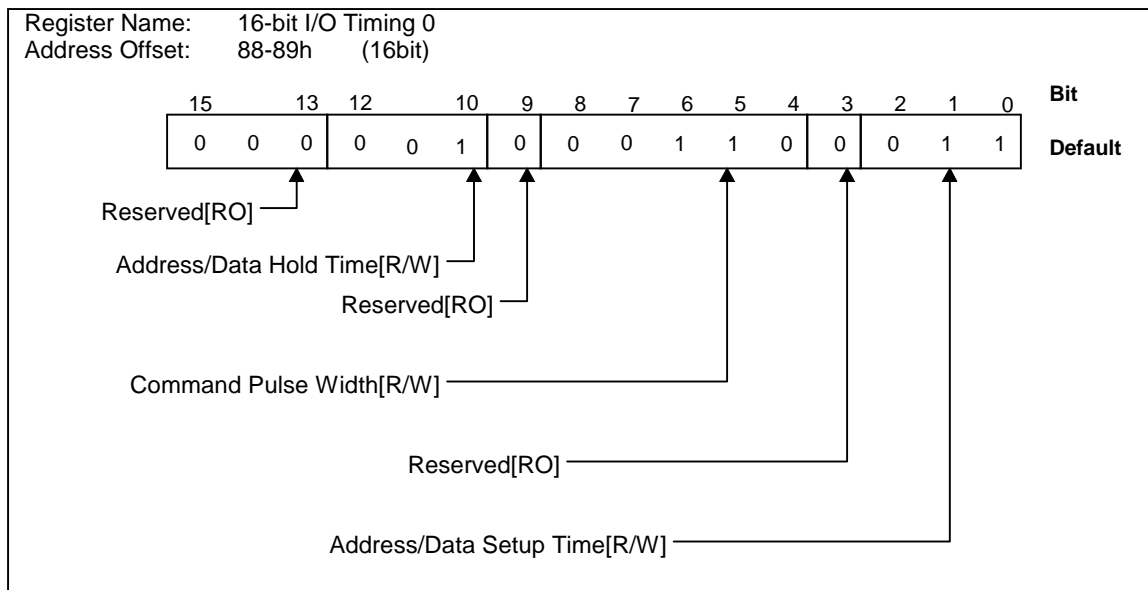 Register Name: 16-bit I/O Timing 0
Address Offset: 88-89h (16bit)
15 13 12 10 9 8 7 6 5 4 3 2 1 0 Bit
0 0 0 0 0 1 0 0 0 1 1 0 0 0 1 1 Default
Reserved[RO]
Address/Data Hold Time[R/W]
Reserved[RO]
Command Pulse Width[R/W]
Reserved[RO]
Address/Data Setup Time[R/W]